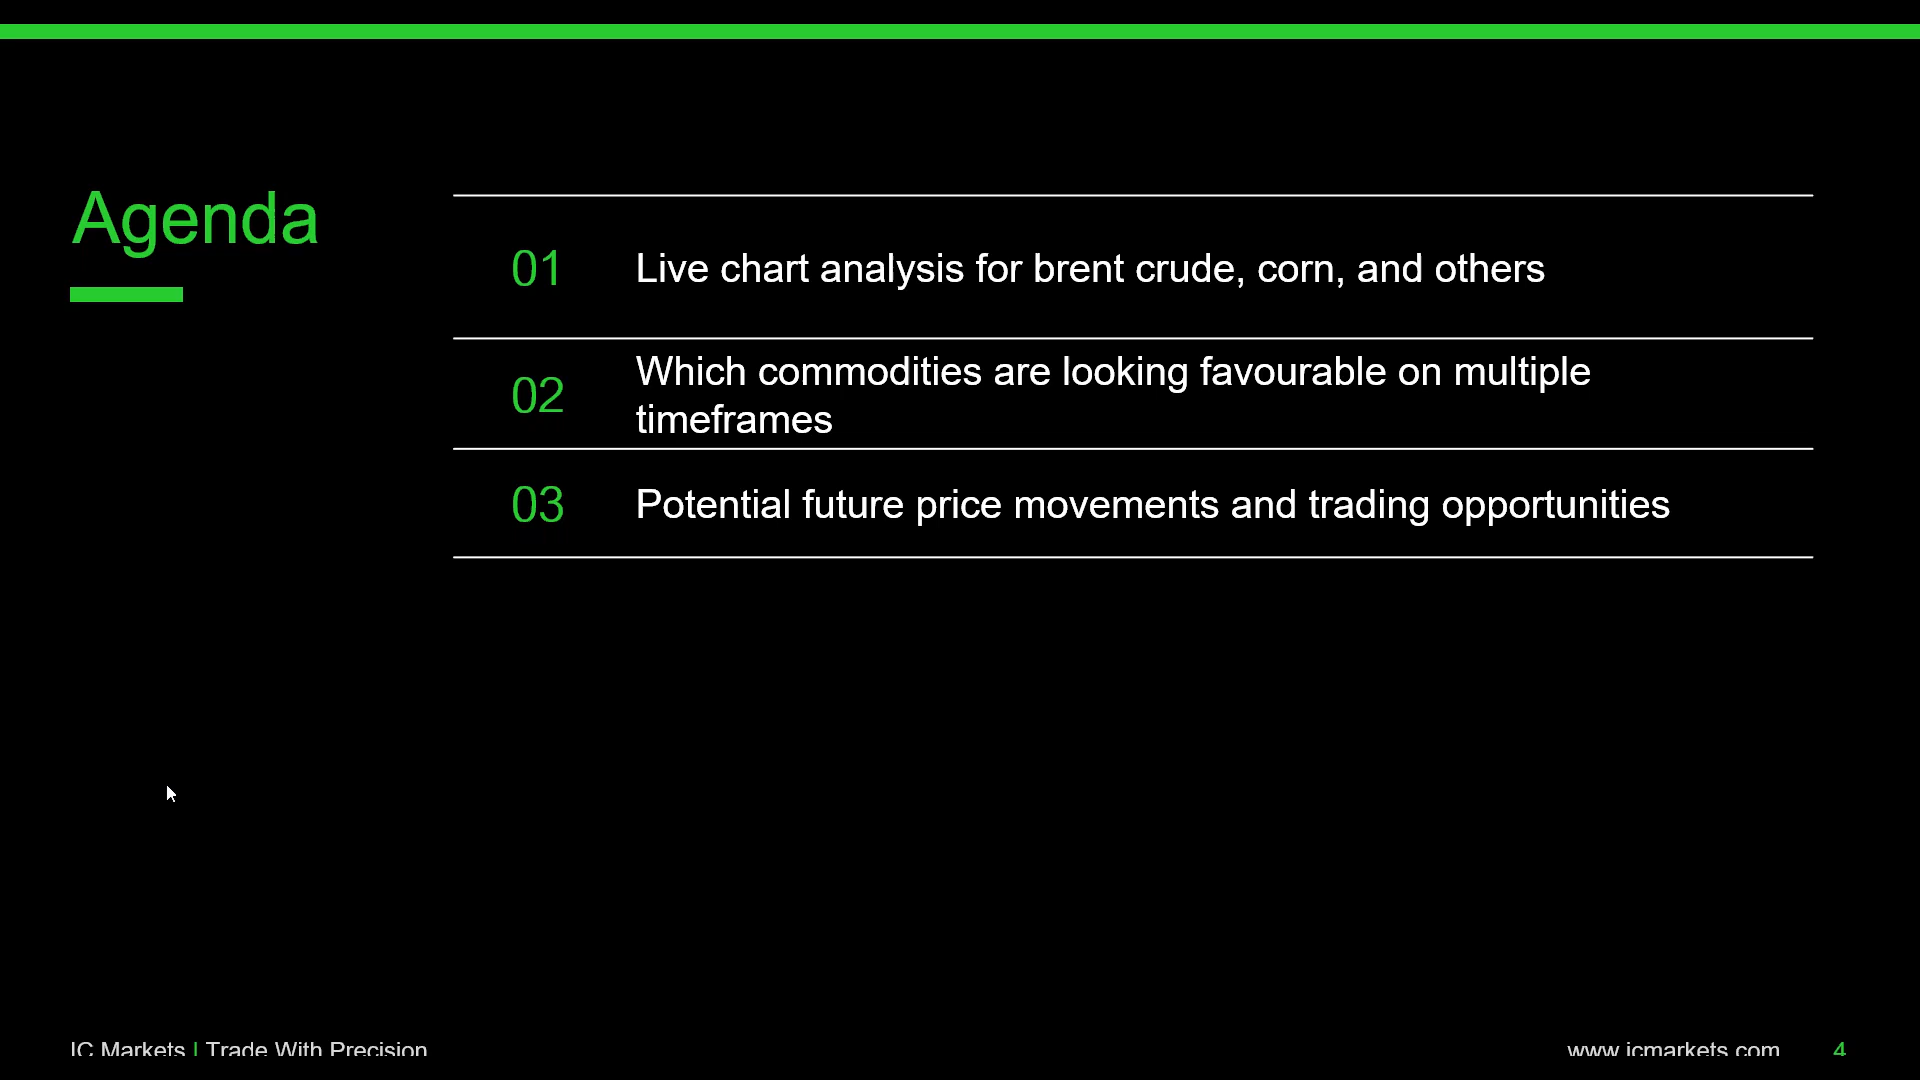 Agenda
01 Live chart analysis for brent crude, corn, and others
02 Which commodities are looking favourable on multiple
timeframes
03 Potential future price movements and trading opportunities
IC Markets | Trade With Precision
www.icmarkets.com 4